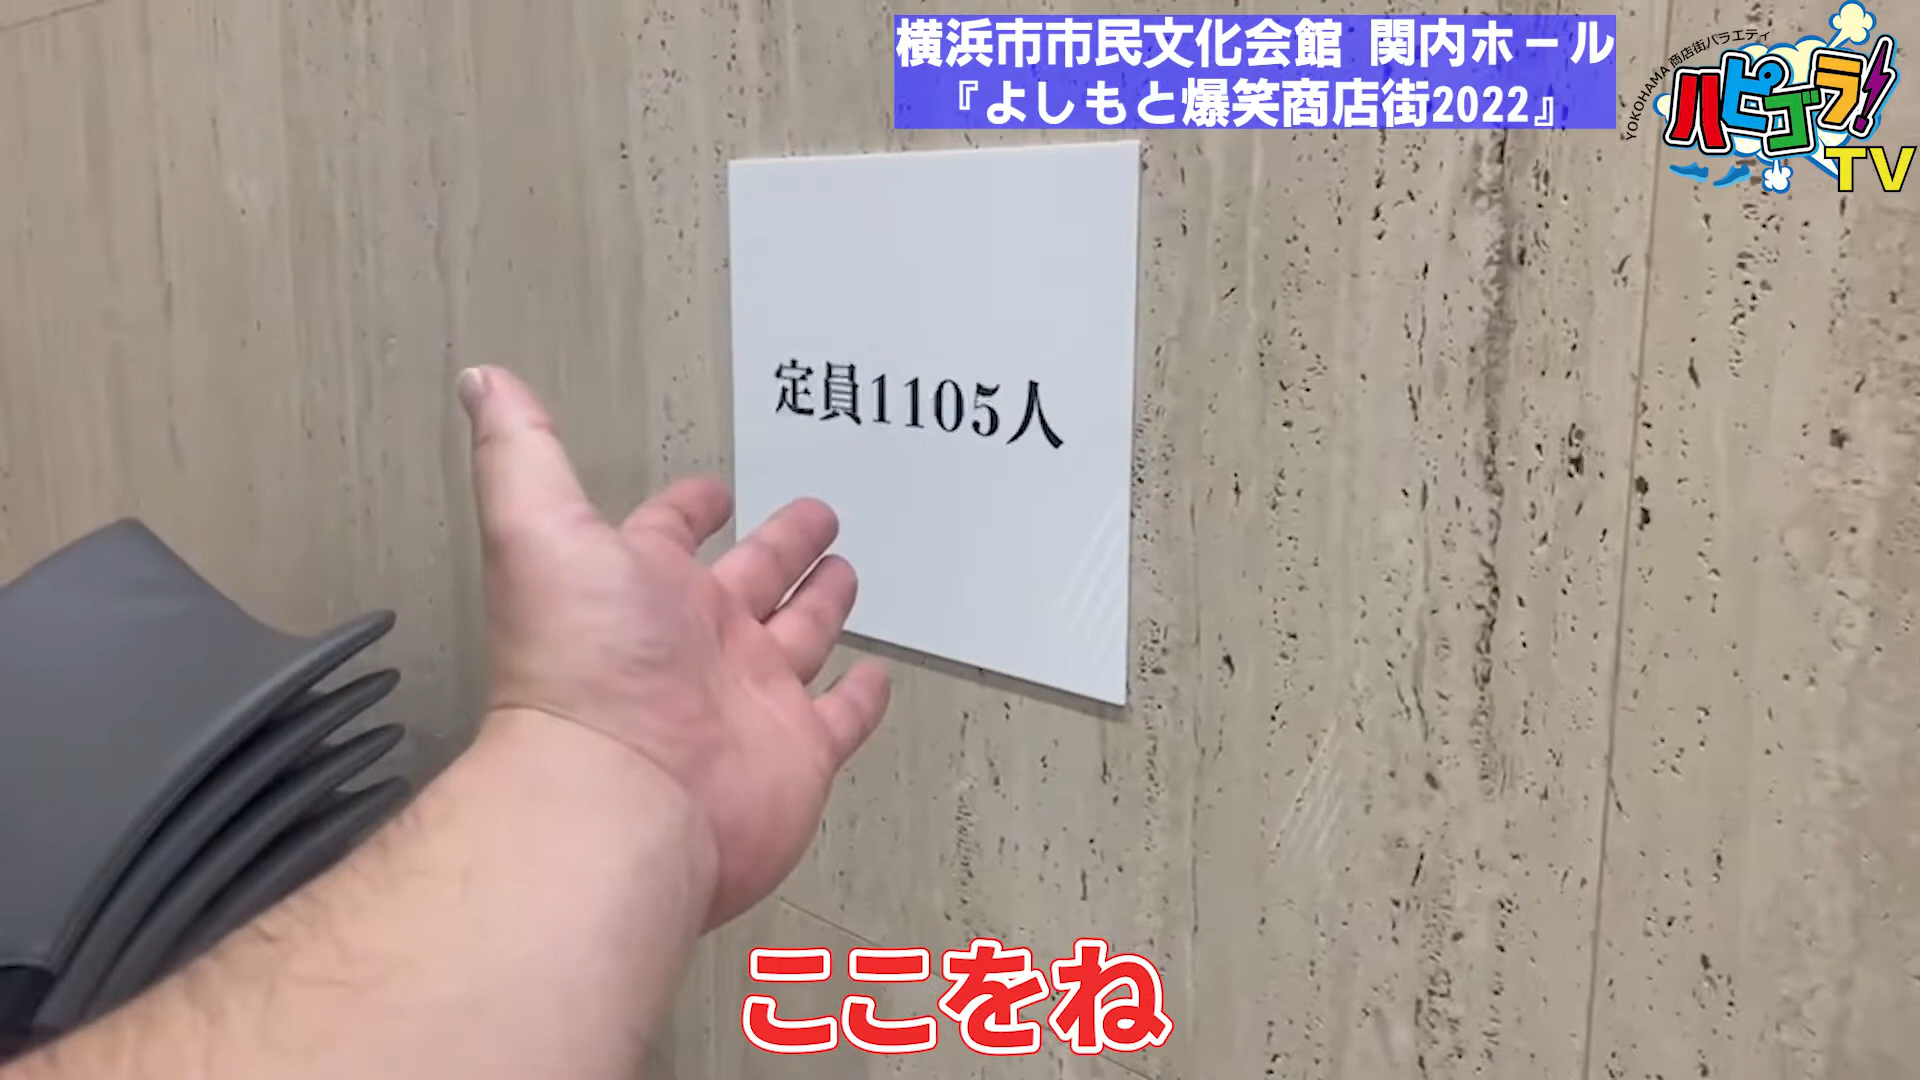 横浜市市民文化会館 関内ホール
『よしもと爆笑商店街2022』
YOKOHAMA 商店街バラエティ
ハピゴラ!
TV
定員1105人
ここをね